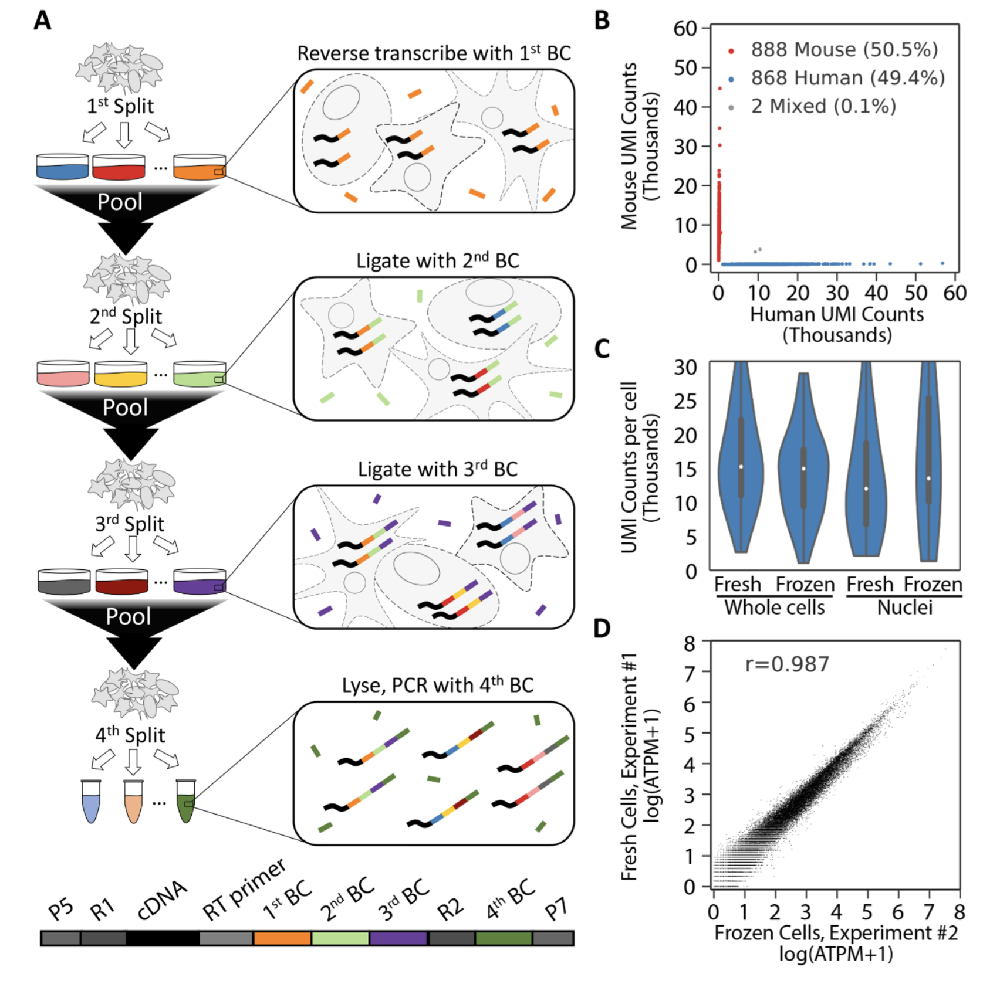 A
1st Split
Reverse transcribe with 1st BC
...
Pool
2nd Split
Ligate with 2nd BC
...
Pool
3rd Split
Ligate with 3rd BC
...
Pool
4th Split
Lyse, PCR with 4th BC
...
P5 R1 cDNA RT primer 1st BC 2nd BC 3rd BC R2 4th BC P7
B
Mouse UMI Counts
(Thousands)
60
50
40
30
20
10
0
888 Mouse (50.5%)
868 Human (49.4%)
2 Mixed (0.1%)
0 10 20 30 40 50 60
Human UMI Counts
(Thousands)
C
UMI Counts per cell
(Thousands)
30
25
20
15
10
5
0
Fresh Frozen Fresh Frozen
Whole cells Nuclei
D
Fresh Cells, Experiment #1
log(ATPM+1)
8
7
6
5
4
3
2
1
0
r=0.987
0 1 2 3 4 5 6 7 8
Frozen Cells, Experiment #2
log(ATPM+1)